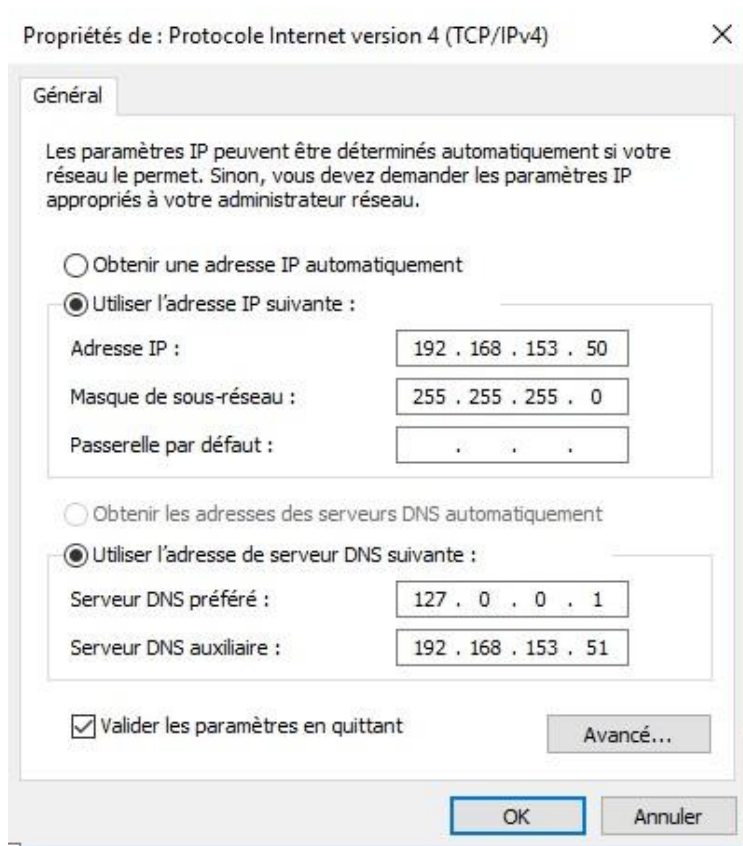 Propriétés de : Protocole Internet version 4 (TCP/IPv4)
Général
Les paramètres IP peuvent être déterminés automatiquement si votre
réseau le permet. Sinon, vous devez demander les paramètres IP
appropriés à votre administrateur réseau.
Obtenir une adresse IP automatiquement
Utiliser l'adresse IP suivante :
Adresse IP : 192 . 168 . 153 . 50
Masque de sous-réseau : 255 . 255 . 255 . 0
Passerelle par défaut : . . .
Obtenir les adresses des serveurs DNS automatiquement
Utiliser l'adresse de serveur DNS suivante :
Serveur DNS préféré : 127 . 0 . 0 . 1
Serveur DNS auxiliaire : 192 . 168 . 153 . 51
Valider les paramètres en quittant
Avancé...
OK Annuler